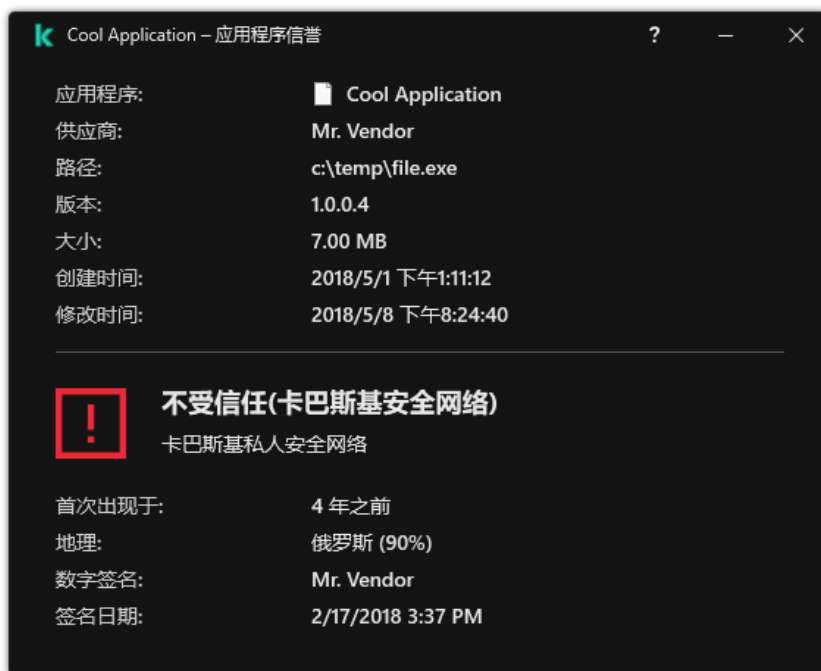 Cool Application – 应用程序信誉
应用程序: Cool Application
供应商: Mr. Vendor
路径: c:\temp\file.exe
版本: 1.0.0.4
大小: 7.00 MB
创建时间: 2018/5/1 下午1:11:12
修改时间: 2018/5/8 下午8:24:40
不受信任(卡巴斯基安全网络)
卡巴斯基私人安全网络
首次出现于: 4 年之前
地理: 俄罗斯 (90%)
数字签名: Mr. Vendor
签名日期: 2/17/2018 3:37 PM